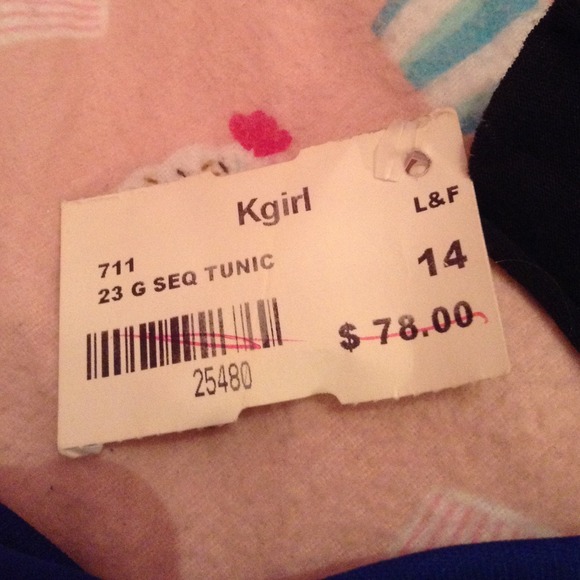 Kgirl
L&F
711
23 G SEQ TUNIC
14
$ 78.00
25480